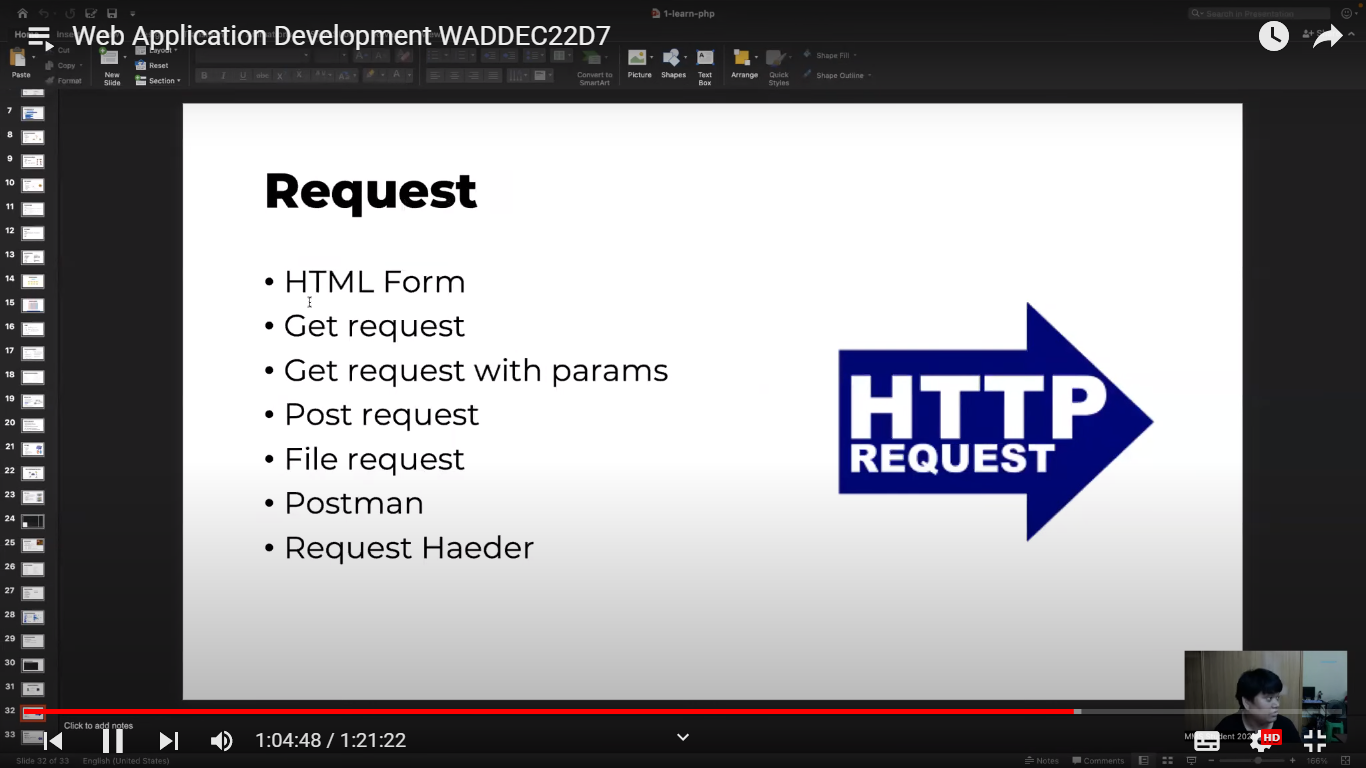 1-learn-php
Search in Presentation
Web Application Development WADDEC22D7
Cut
Copy
Format
Paste
New Slide
Layout
Reset
Section
Convert to SmartArt
Picture
Shapes
Text Box
Arrange
Quick Styles
Shape Fill
Shape Outline
7
8
9
10
11
12
13
14
15
16
17
18
19
20
21
22
23
24
25
26
27
28
29
30
31
32
33
Request
• HTML Form
• Get request
• Get request with params
• Post request
• File request
• Postman
• Request Haeder
HTTP
REQUEST
Click to add notes
1:04:48 / 1:21:22
HD
Slide 32 of 33
English (United States)
Notes
Comments
166%